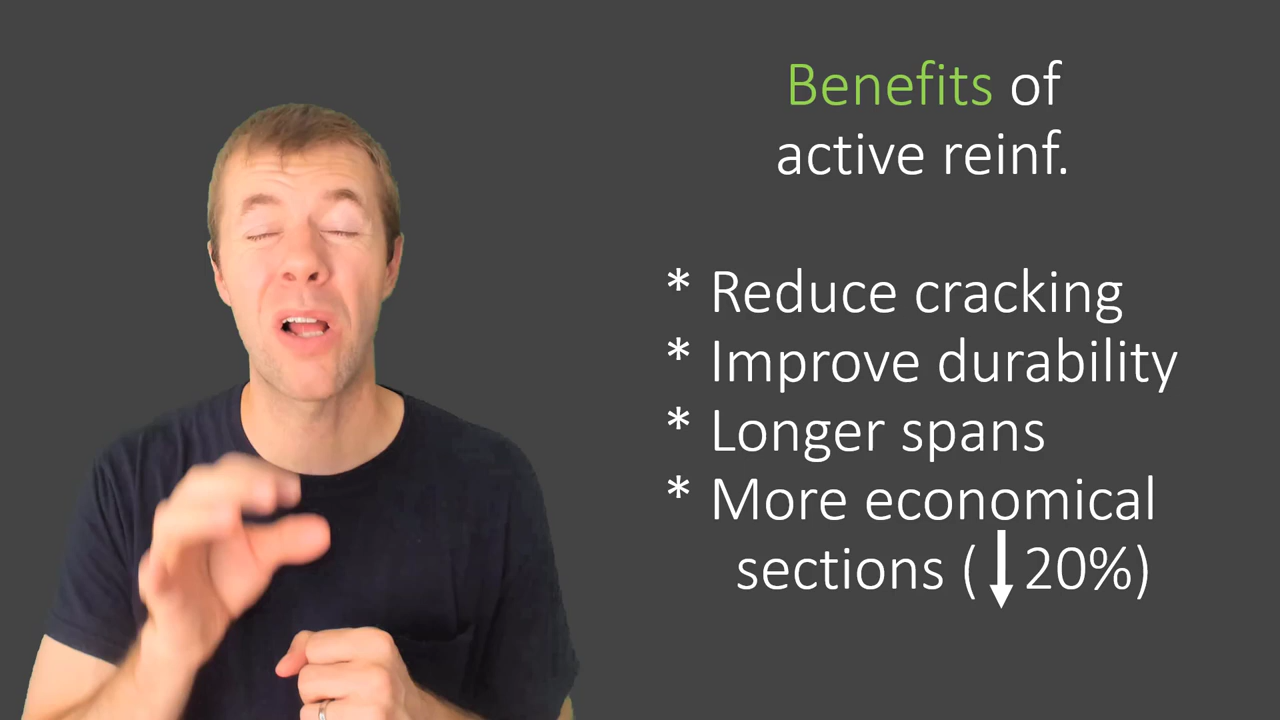 Benefits of
active reinf.
* Reduce cracking
* Improve durability
* Longer spans
* More economical
sections (↓20%)